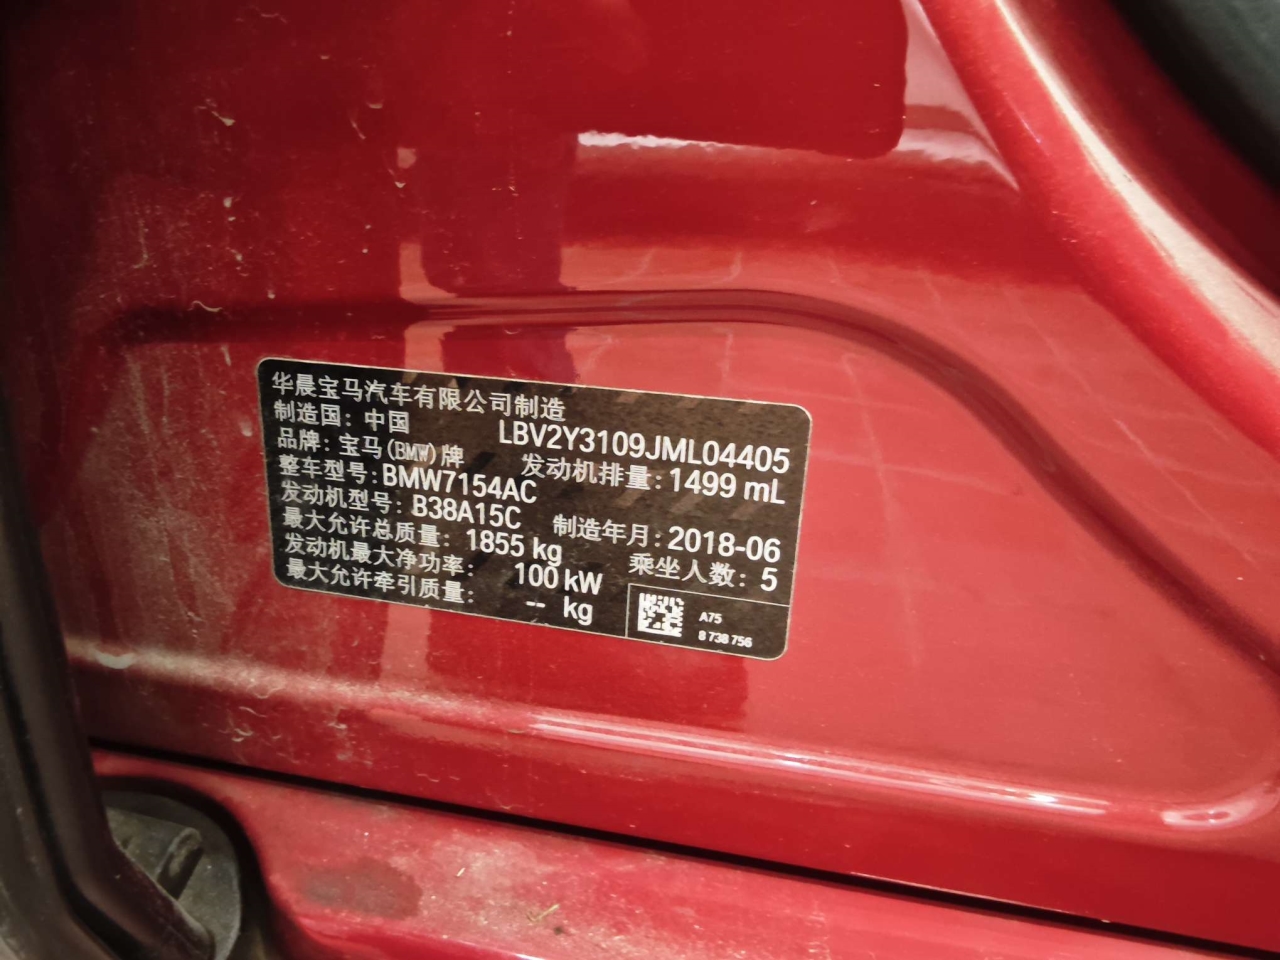 华晨宝马汽车有限公司制造
制造国：中国
LBV2Y3109JML04405
品牌：宝马(BMW)牌
发动机排量：1499 mL
整车型号：BMW7154AC
发动机型号：B38A15C
制造年月：2018-06
最大允许总质量：1855 kg
乘坐人数：5
发动机最大净功率：100 kW
最大允许牵引质量：-- kg
A75
8 738 756